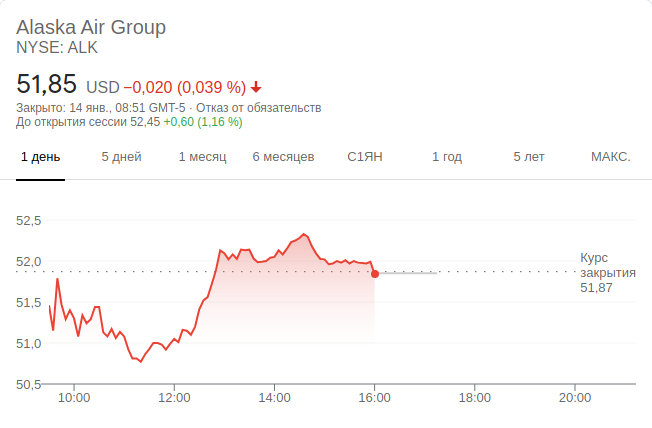 Alaska Air Group
NYSE: ALK
51,85 USD −0,020 (0,039 %)
Закрыто: 14 янв., 08:51 GMT-5 · Отказ от обязательств
До открытия сессии 52,45 +0,60 (1,16 %)
1 день 5 дней 1 месяц 6 месяцев С1ЯН 1 год 5 лет МАКС.
52,5
52,0
51,5
51,0
50,5
Курс
закрытия
51,87
10:00 12:00 14:00 16:00 18:00 20:00